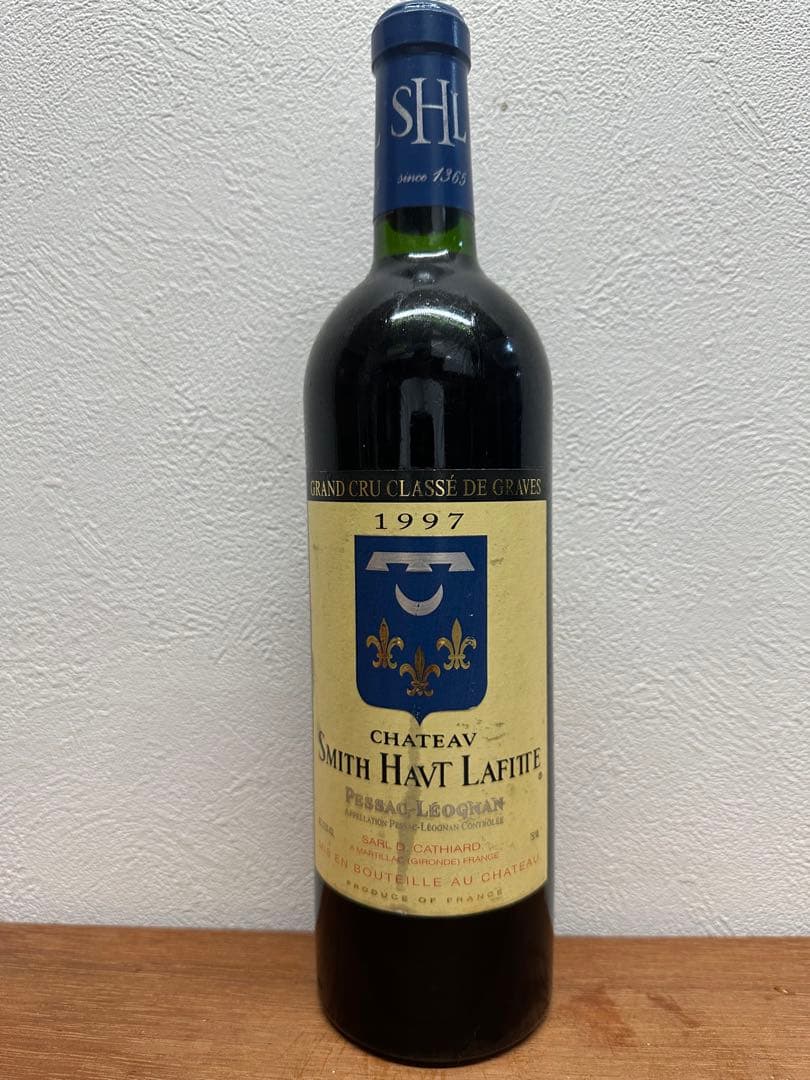 SHL
since 1365
GRAND CRU CLASSÉ DE GRAVES
1997
CHATEAV
SMITH HAVT LAFITTE
PESSAC-LÉOGNAN
APPELLATION PESSAC-LÉOGNAN CONTRÔLÉE
SARL D. CATHIARD
A MARTILLAC (GIRONDE) FRANCE
MIS EN BOUTEILLE AU CHATEAU
PRODUCE OF FRANCE